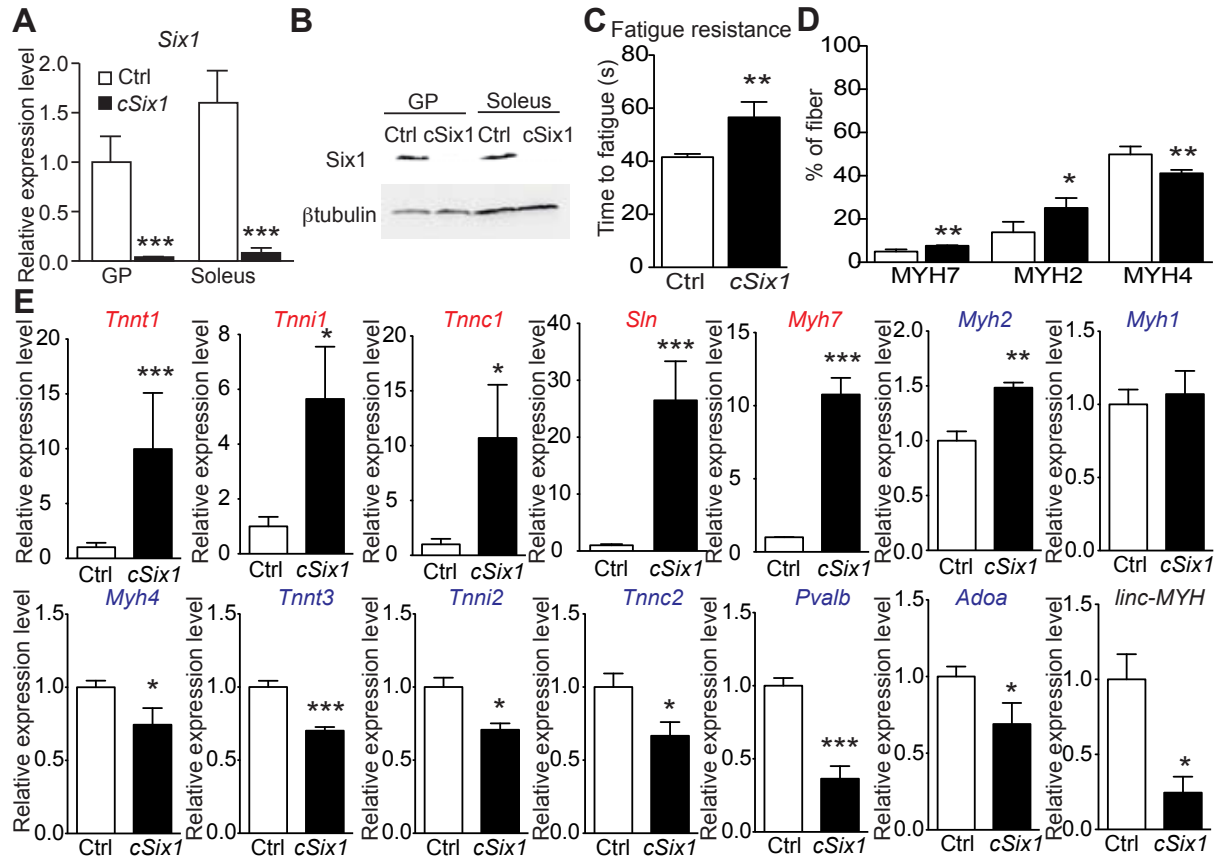 A
Six1
Relative expression level
2.0
1.5
1.0
0.5
0.0
Ctrl
cSix1
***
***
GP
Soleus
B
GP
Soleus
Ctrl cSix1 Ctrl cSix1
Six1
βtubulin
C
Fatigue resistance
Time to fatigue (s)
80
60
40
20
0
**
Ctrl
cSix1
D
% of fiber
100
80
60
40
20
0
**
*
**
MYH7
MYH2
MYH4
E
Tnnt1
Relative expression level
20
15
10
5
0
***
Ctrl cSix1
Tnni1
Relative expression level
8
6
4
2
0
*
Ctrl cSix1
Tnnc1
Relative expression level
20
15
10
5
0
*
Ctrl cSix1
Sln
Relative expression level
40
30
20
10
0
***
Ctrl cSix1
Myh7
Relative expression level
15
10
5
0
***
Ctrl cSix1
Myh2
Relative expression level
2.0
1.5
1.0
0.5
0.0
**
Ctrl cSix1
Myh1
Relative expression level
1.5
1.0
0.5
0.0
Ctrl cSix1
Myh4
Relative expression level
1.5
1.0
0.5
0.0
*
Ctrl cSix1
Tnnt3
Relative expression level
1.5
1.0
0.5
0.0
***
Ctrl cSix1
Tnni2
Relative expression level
1.5
1.0
0.5
0.0
*
Ctrl cSix1
Tnnc2
Relative expression level
1.5
1.0
0.5
0.0
*
Ctrl cSix1
Pvalb
Relative expression level
1.5
1.0
0.5
0.0
***
Ctrl cSix1
Adoa
Relative expression level
1.5
1.0
0.5
0.0
*
Ctrl cSix1
linc-MYH
Relative expression level
1.5
1.0
0.5
0.0
*
Ctrl cSix1